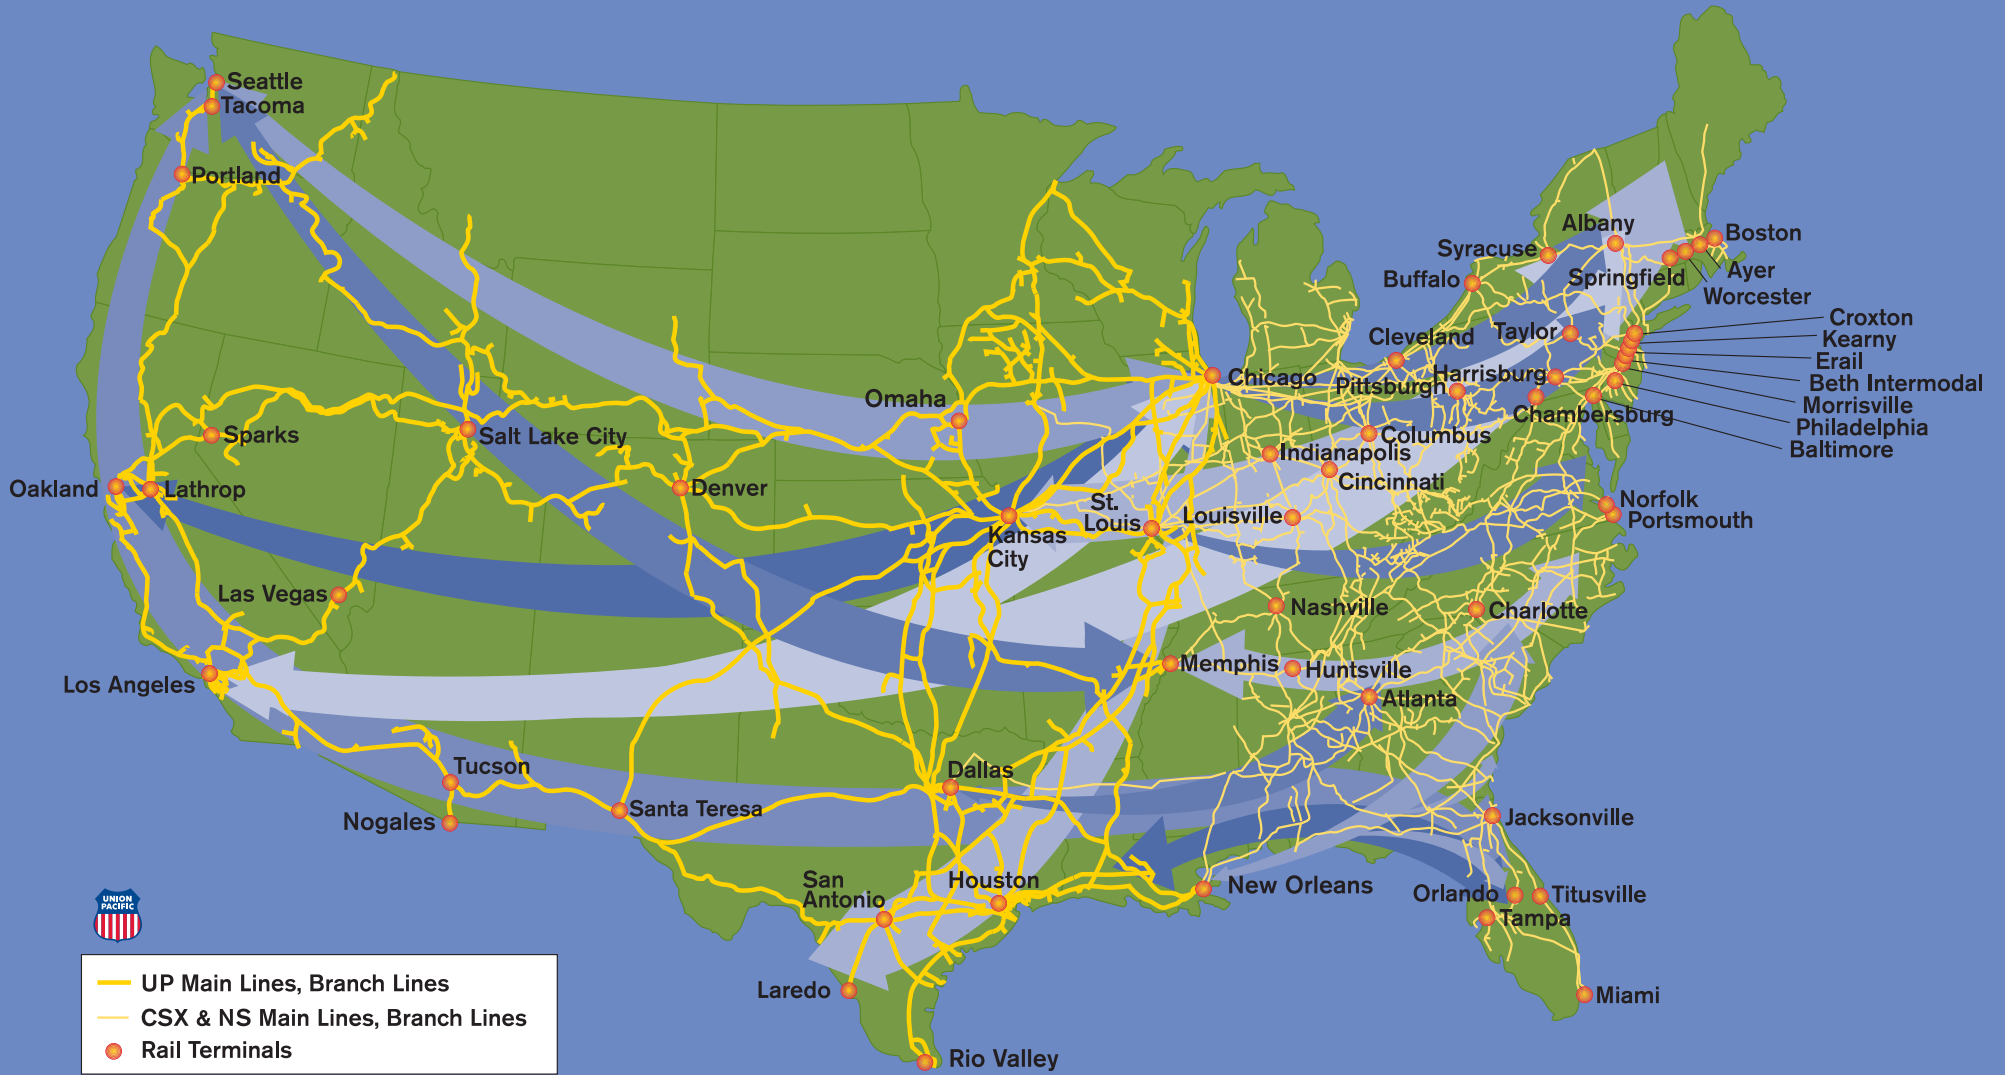 Seattle
Tacoma
Portland
Sparks
Salt Lake City
Oakland
Lathrop
Las Vegas
Los Angeles
Denver
Omaha
Kansas
City
St.
Louis
Chicago
Tucson
Nogales
Santa Teresa
Dallas
San
Antonio
Houston
Laredo
Rio Valley
New Orleans
Memphis
Huntsville
Nashville
Atlanta
Charlotte
Louisville
Indianapolis
Cincinnati
Columbus
Cleveland
Pittsburgh
Harrisburg
Taylor
Chambersburg
Buffalo
Syracuse
Albany
Springfield
Boston
Ayer
Worcester
Croxton
Kearny
Erail
Beth Intermodal
Morrisville
Philadelphia
Baltimore
Norfolk
Portsmouth
Jacksonville
Orlando
Titusville
Tampa
Miami
UNION
PACIFIC
UP Main Lines, Branch Lines
CSX & NS Main Lines, Branch Lines
Rail Terminals